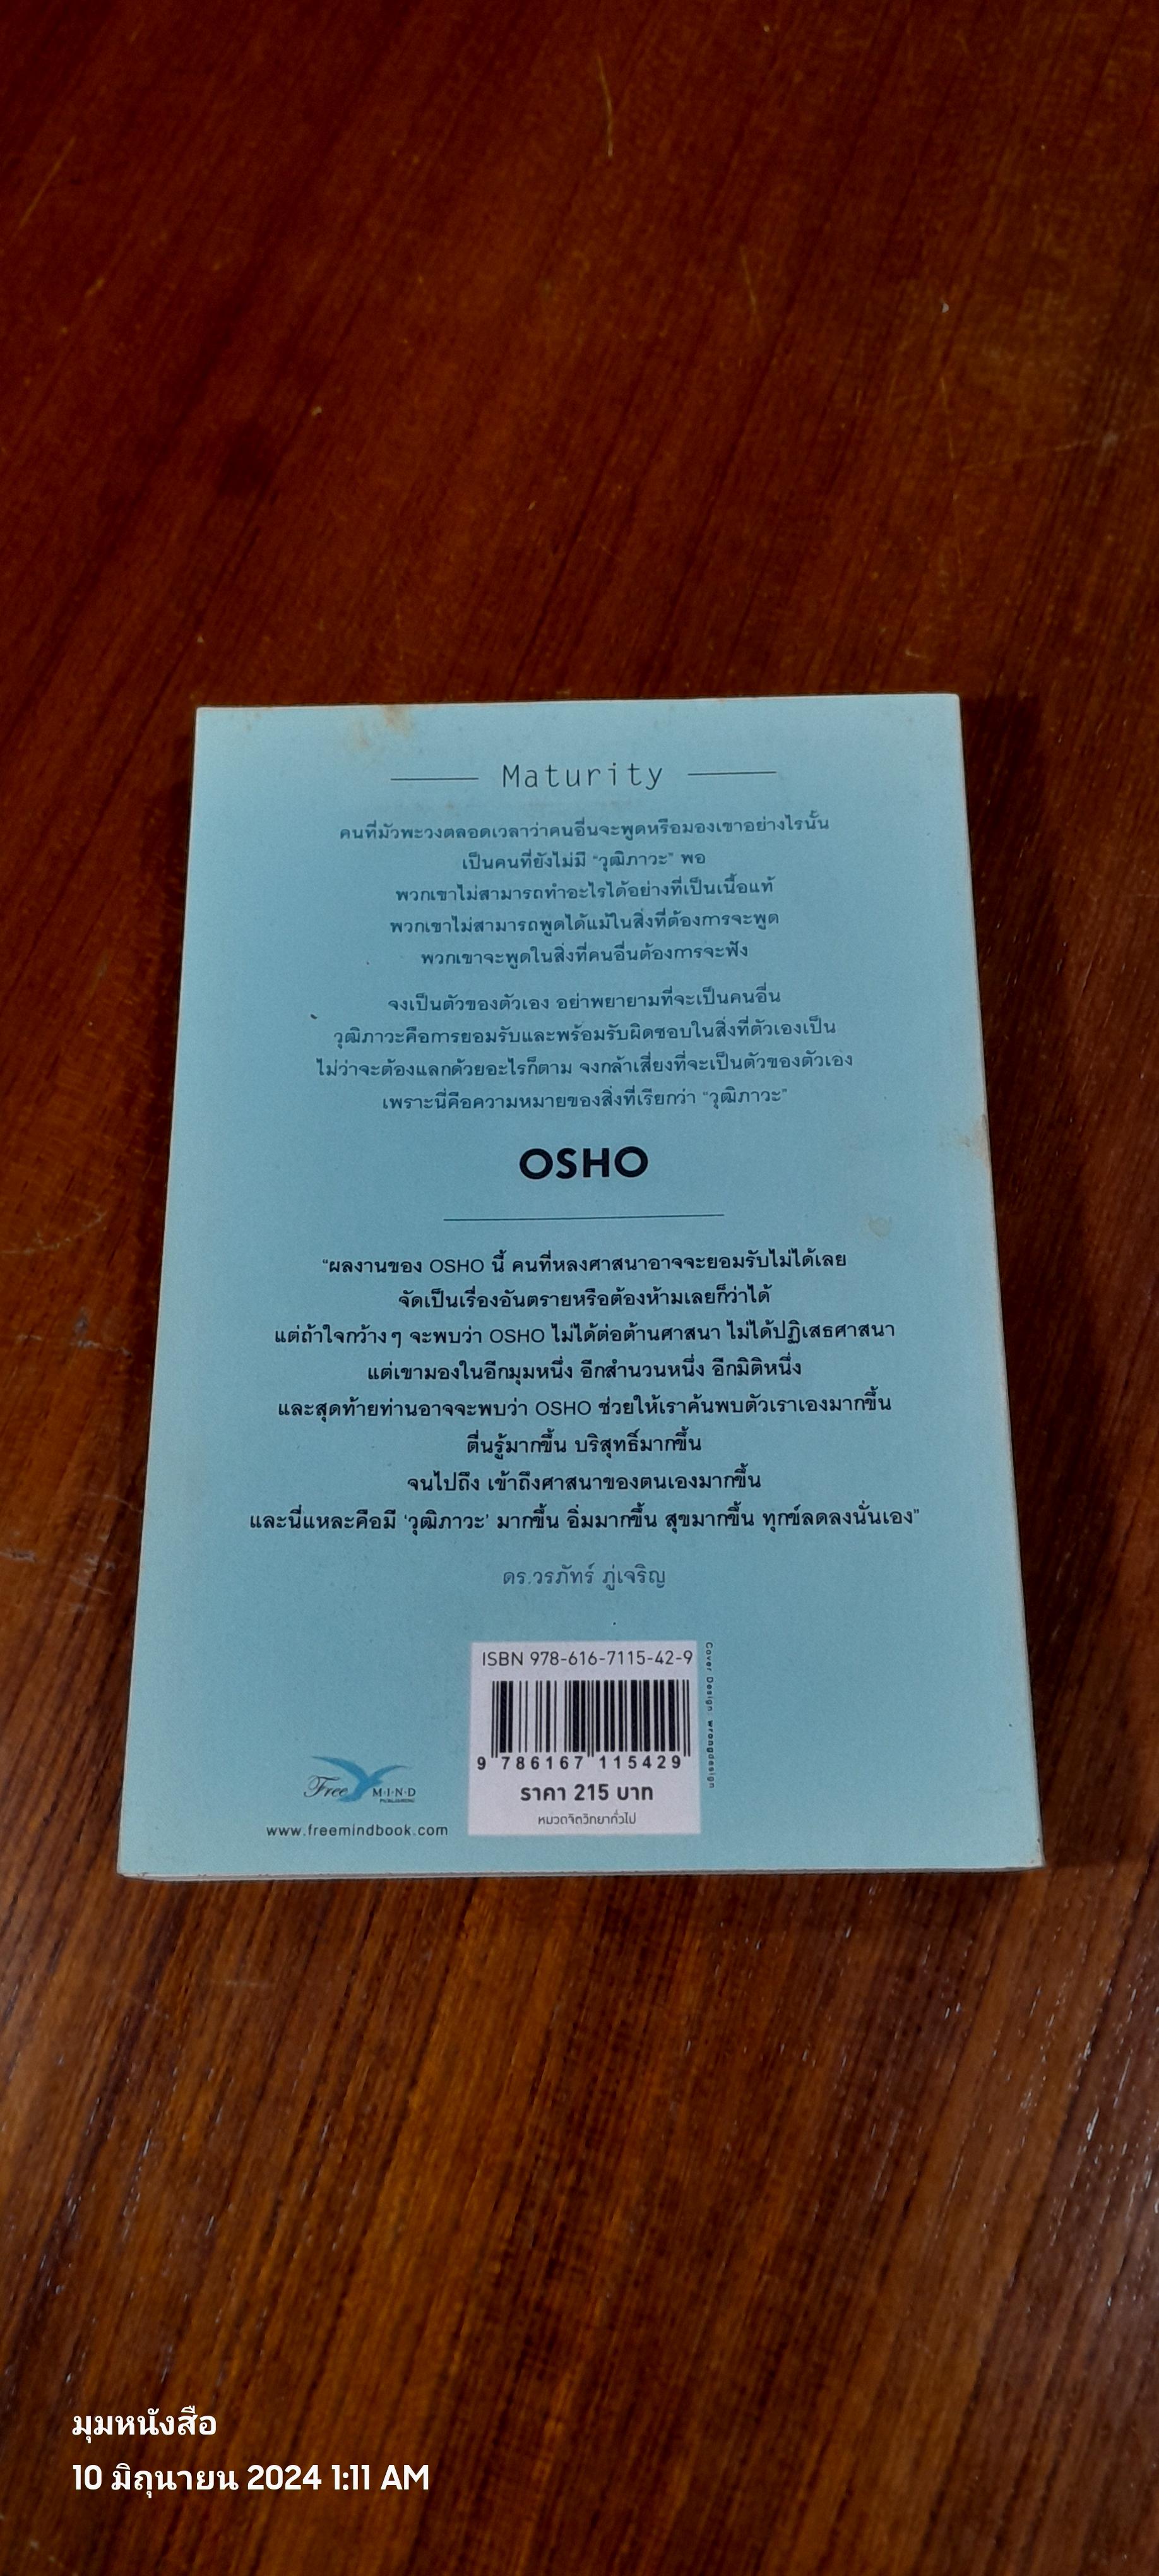 Maturity
คนที่มัวพะวงตลอดเวลาว่าคนอื่นจะพูดหรือมองเขาอย่างไรนั้น
เป็นคนที่ยังไม่มี “วุฒิภาวะ” พอ
พวกเขาไม่สามารถทำอะไรได้อย่างที่เป็นเนื้อแท้
พวกเขาไม่สามารถพูดได้แม้ในสิ่งที่ต้องการจะพูด
พวกเขาจะพูดในสิ่งที่คนอื่นต้องการจะฟัง
จงเป็นตัวของตัวเอง อย่าพยายามที่จะเป็นคนอื่น
วุฒิภาวะคือการยอมรับและพร้อมรับผิดชอบในสิ่งที่ตัวเองเป็น
ไม่ว่าจะต้องแลกด้วยอะไรก็ตาม จงกล้าเสี่ยงที่จะเป็นตัวของตัวเอง
เพราะนี่คือความหมายของสิ่งที่เรียกว่า “วุฒิภาวะ”
OSHO
“ผลงานของ OSHO นี้ คนที่หลงศาสนาอาจจะยอมรับไม่ได้เลย
จัดเป็นเรื่องอันตรายหรือต้องห้ามเลยก็ว่าได้
แต่ถ้าใจกว้าง ๆ จะพบว่า OSHO ไม่ได้ต่อต้านศาสนา ไม่ได้ปฏิเสธศาสนา
แต่เขามองในอีกมุมหนึ่ง อีกสำนวนหนึ่ง อีกมิติหนึ่ง
และสุดท้ายท่านอาจจะพบว่า OSHO ช่วยให้เราค้นพบตัวเราเองมากขึ้น
ตื่นรู้มากขึ้น บริสุทธิ์มากขึ้น
จนไปถึง เข้าถึงศาสนาของตนเองมากขึ้น
และนี่แหละคือมี ‘วุฒิภาวะ’ มากขึ้น อิ่มมากขึ้น สุขมากขึ้น ทุกข์ลดลงนั่นเอง”
ดร.วรภัทร์ ภู่เจริญ
ISBN 978-616-7115-42-9
9 786167 115429
ราคา 215 บาท
หมวดจิตวิทยาทั่วไป
Cover Design wrongdesign
Free M·I·N·D
PUBLISHING
www.freemindbook.com
มุมหนังสือ
10 มิถุนายน 2024 1:11 AM